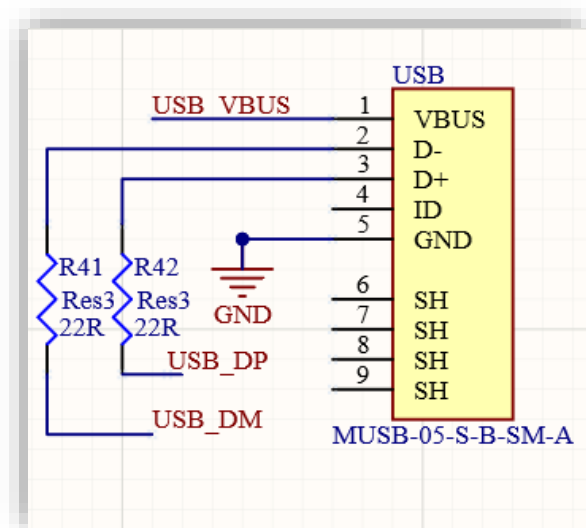 USB
USB_VBUS
1
VBUS
2
D-
3
D+
4
ID
5
GND
R41
Res3
22R
R42
Res3
22R
GND
6
SH
7
SH
8
SH
9
SH
USB_DP
USB_DM
MUSB-05-S-B-SM-A